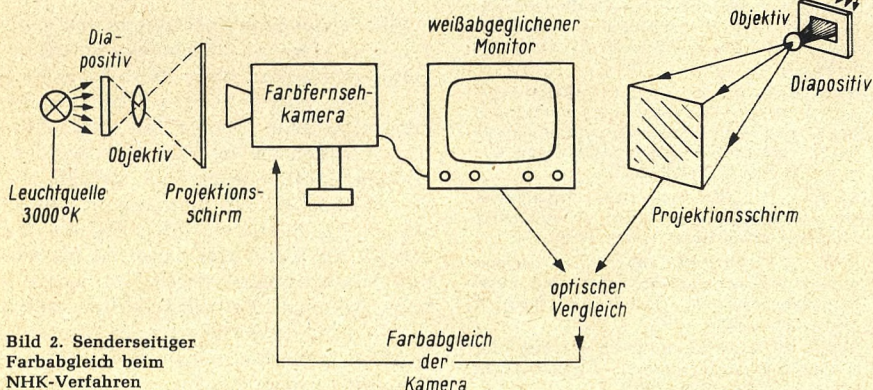 Dia-
positiv
Objektiv
Leuchtquelle
3000°K
Projektions-
schirm
Farbfernseh-
kamera
weißabgeglichener
Monitor
Objektiv
Diapositiv
Projektionsschirm
optischer
Vergleich
Farbabgleich
der
Kamera
Bild 2. Senderseitiger
Farbabgleich beim
NHK-Verfahren